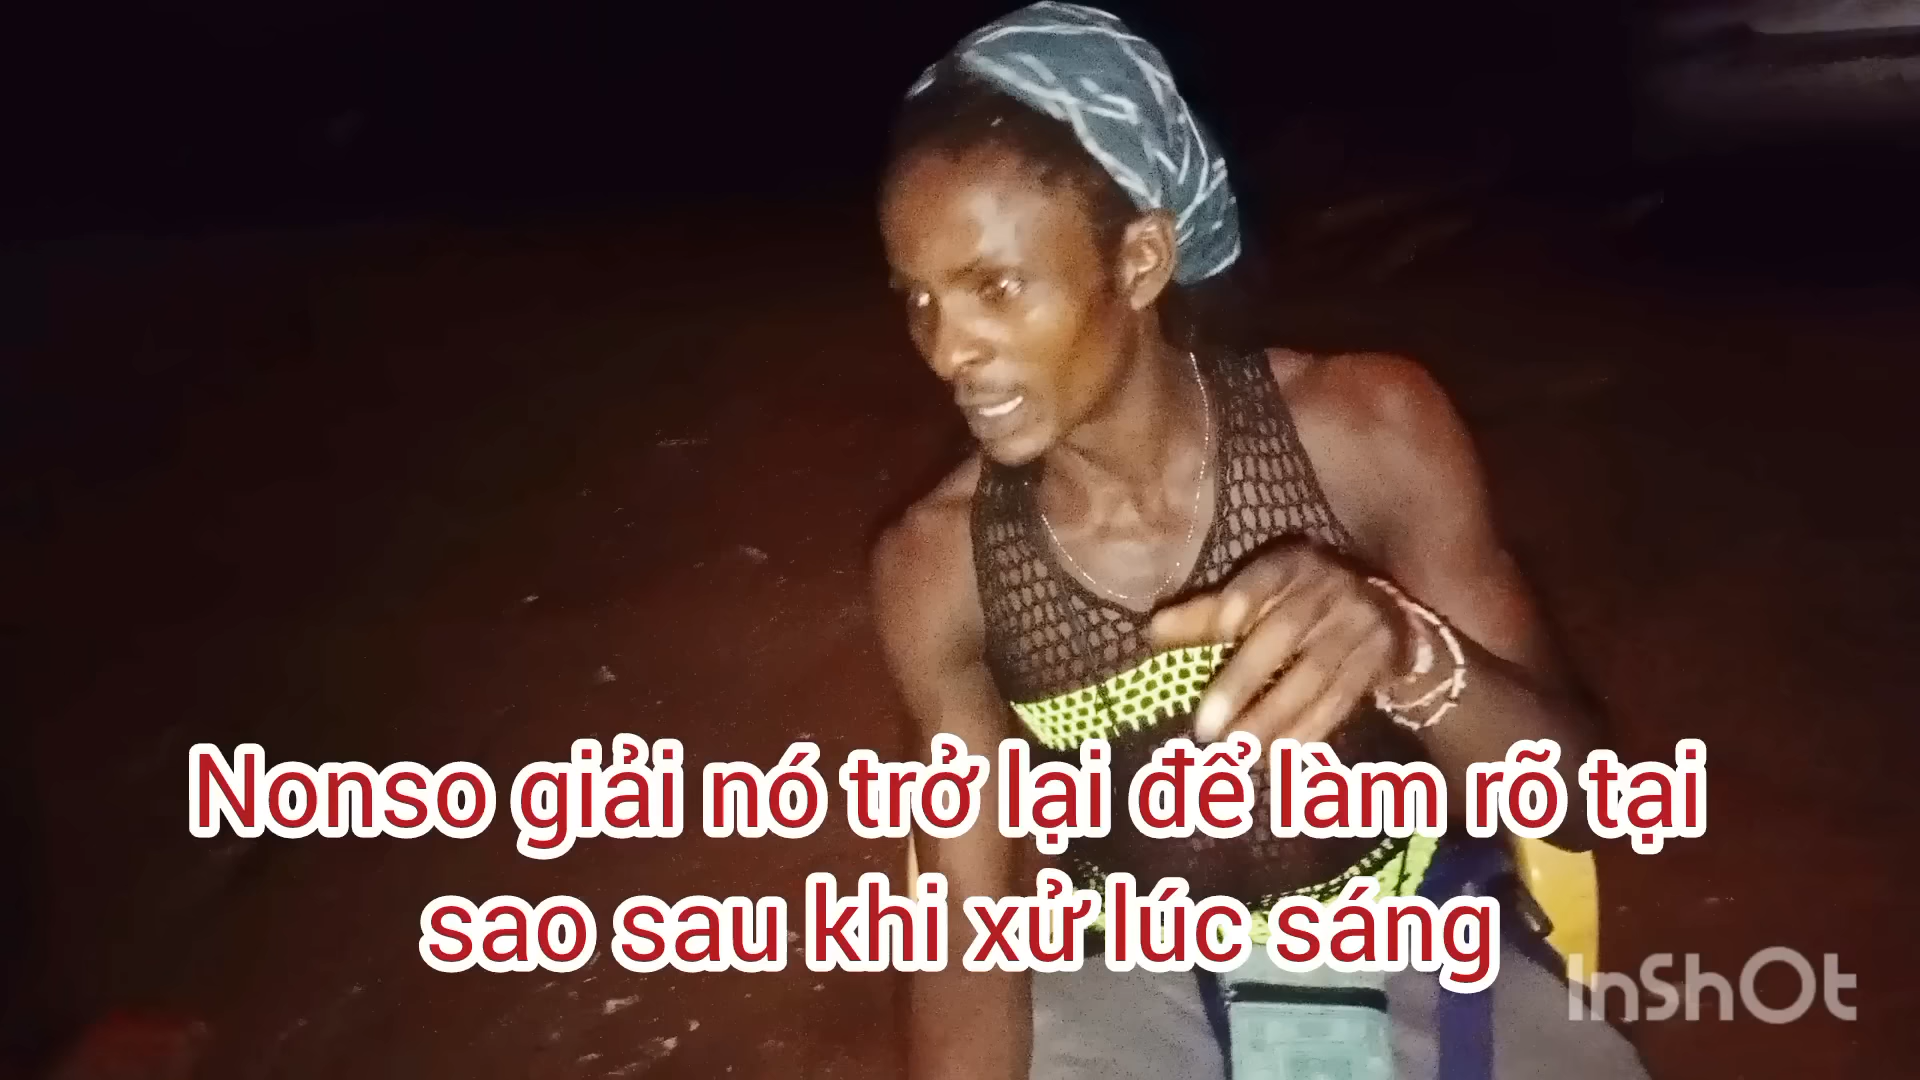 Nonso giải nó trở lại để làm rõ tại
sao sau khi xử lúc sáng
InShOt